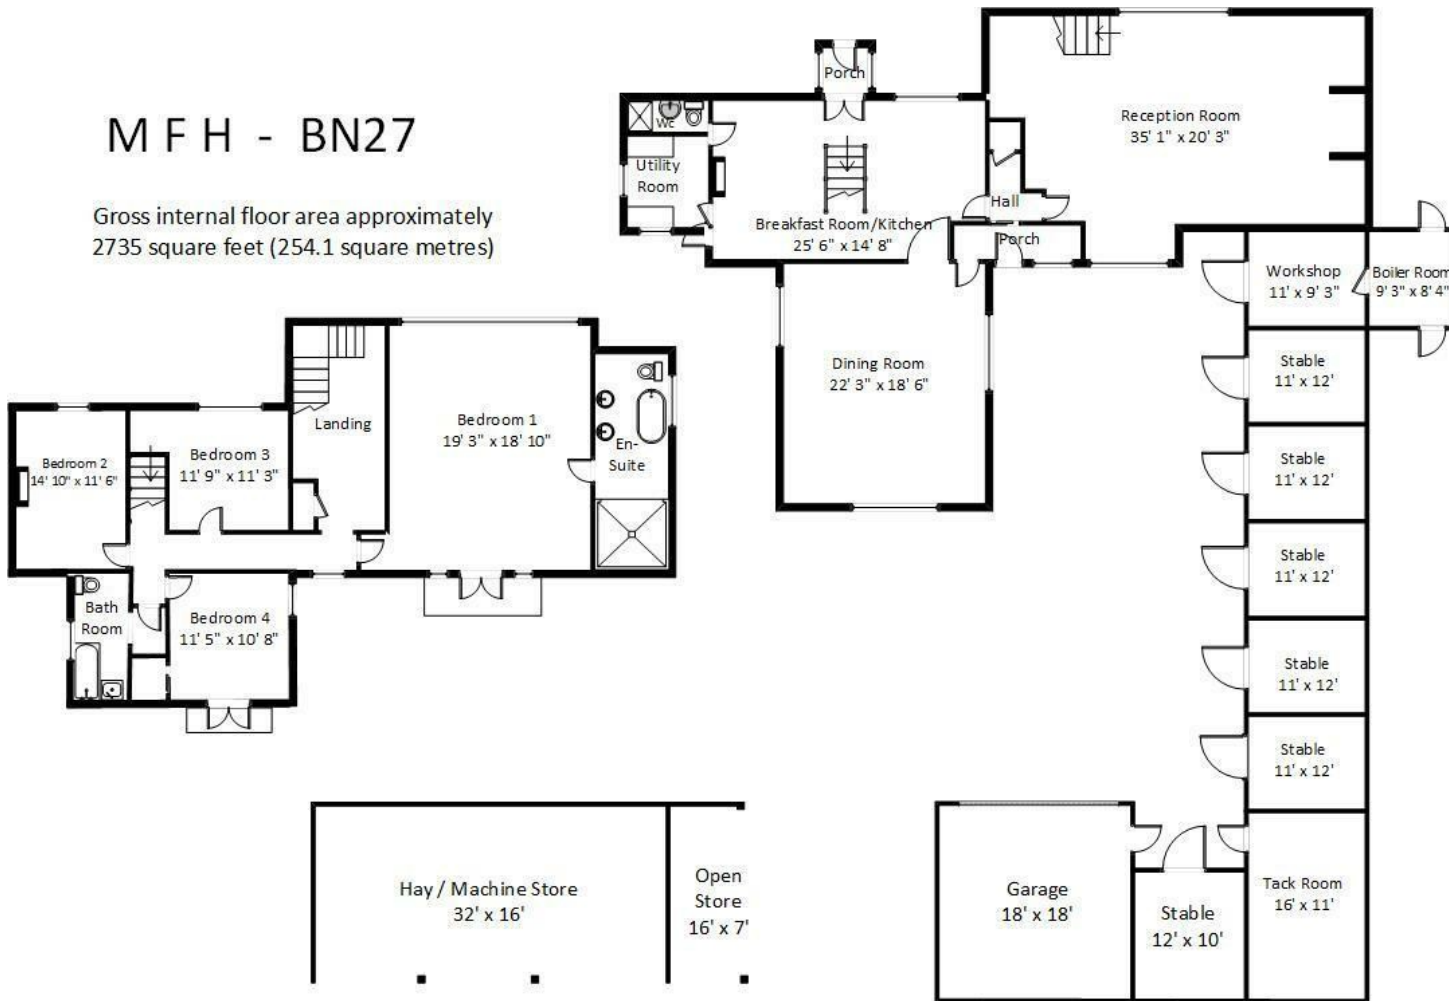 M F H - BN27
Gross internal floor area approximately
2735 square feet (254.1 square metres)
Porch
Wc
Utility
Room
Breakfast Room/Kitchen
25' 6" x 14' 8"
Hall
Porch
Reception Room
35' 1" x 20' 3"
Workshop
11' x 9' 3"
Boiler Room
9' 3" x 8' 4"
Dining Room
22' 3" x 18' 6"
Stable
11' x 12'
Stable
11' x 12'
Stable
11' x 12'
Stable
11' x 12'
Stable
11' x 12'
Landing
Bedroom 1
19' 3" x 18' 10"
En-
Suite
Bedroom 2
14' 10" x 11' 6"
Bedroom 3
11' 9" x 11' 3"
Bath
Room
Bedroom 4
11' 5" x 10' 8"
Hay / Machine Store
32' x 16'
Open
Store
16' x 7'
Garage
18' x 18'
Stable
12' x 10'
Tack Room
16' x 11'